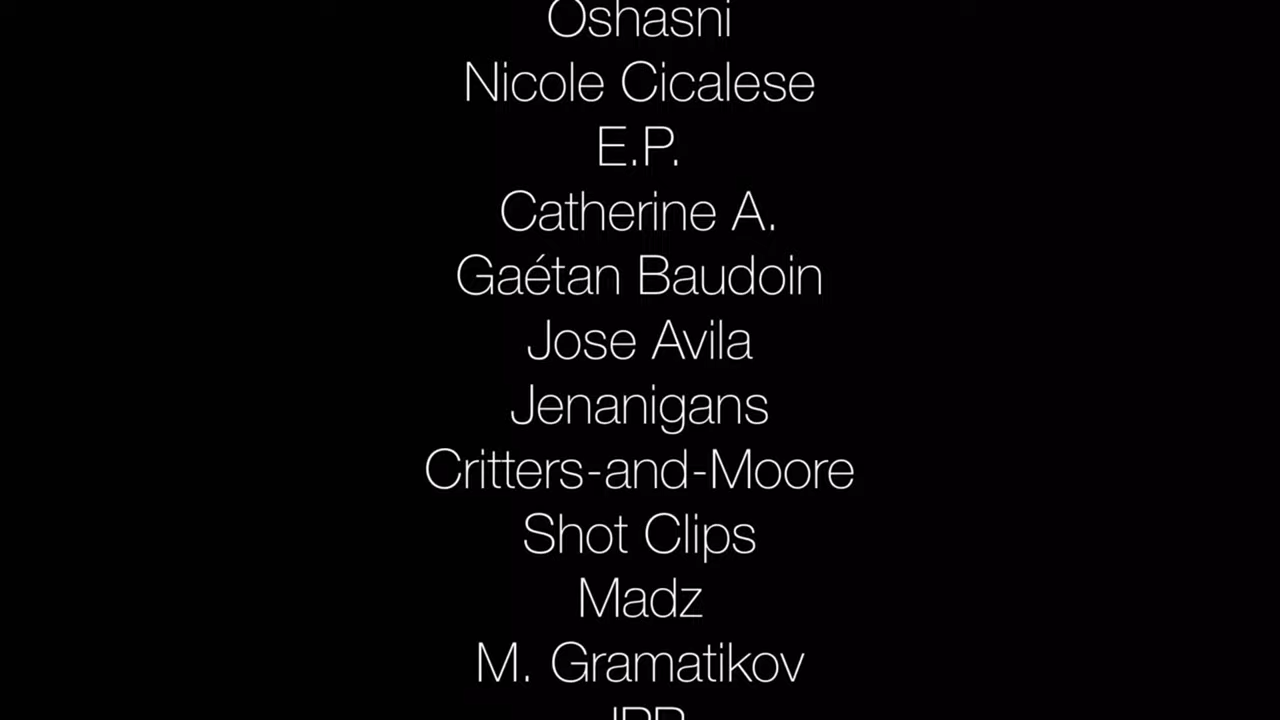 Oshasni
Nicole Cicalese
E.P.
Catherine A.
Gaétan Baudoin
Jose Avila
Jenanigans
Critters-and-Moore
Shot Clips
Madz
M. Gramatikov